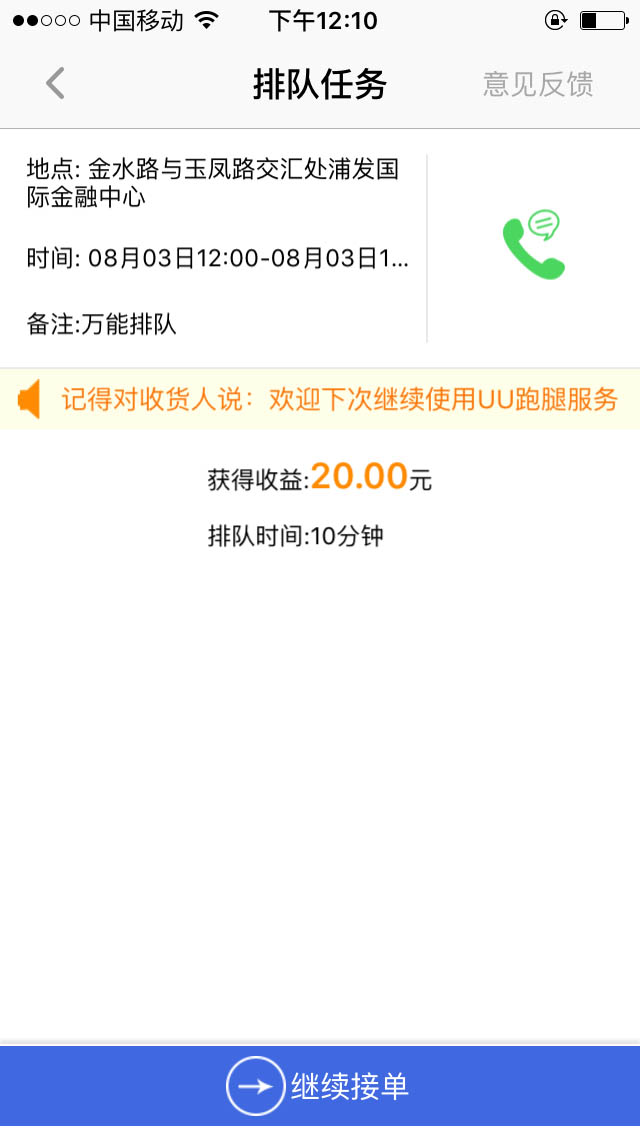 中国移动 下午12:10
排队任务 意见反馈
地点: 金水路与玉凤路交汇处浦发国
际金融中心
时间: 08月03日12:00-08月03日1...
备注:万能排队
记得对收货人说：欢迎下次继续使用UU跑腿服务
获得收益:20.00元
排队时间:10分钟
继续接单